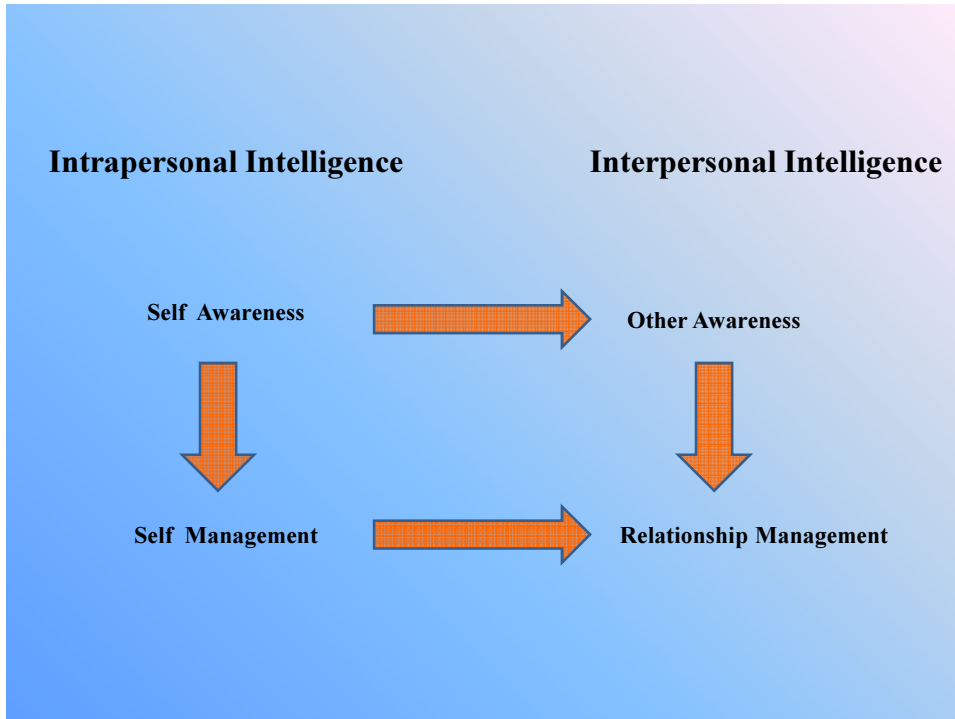 Intrapersonal Intelligence
Interpersonal Intelligence
Self Awareness
Other Awareness
Self Management
Relationship Management